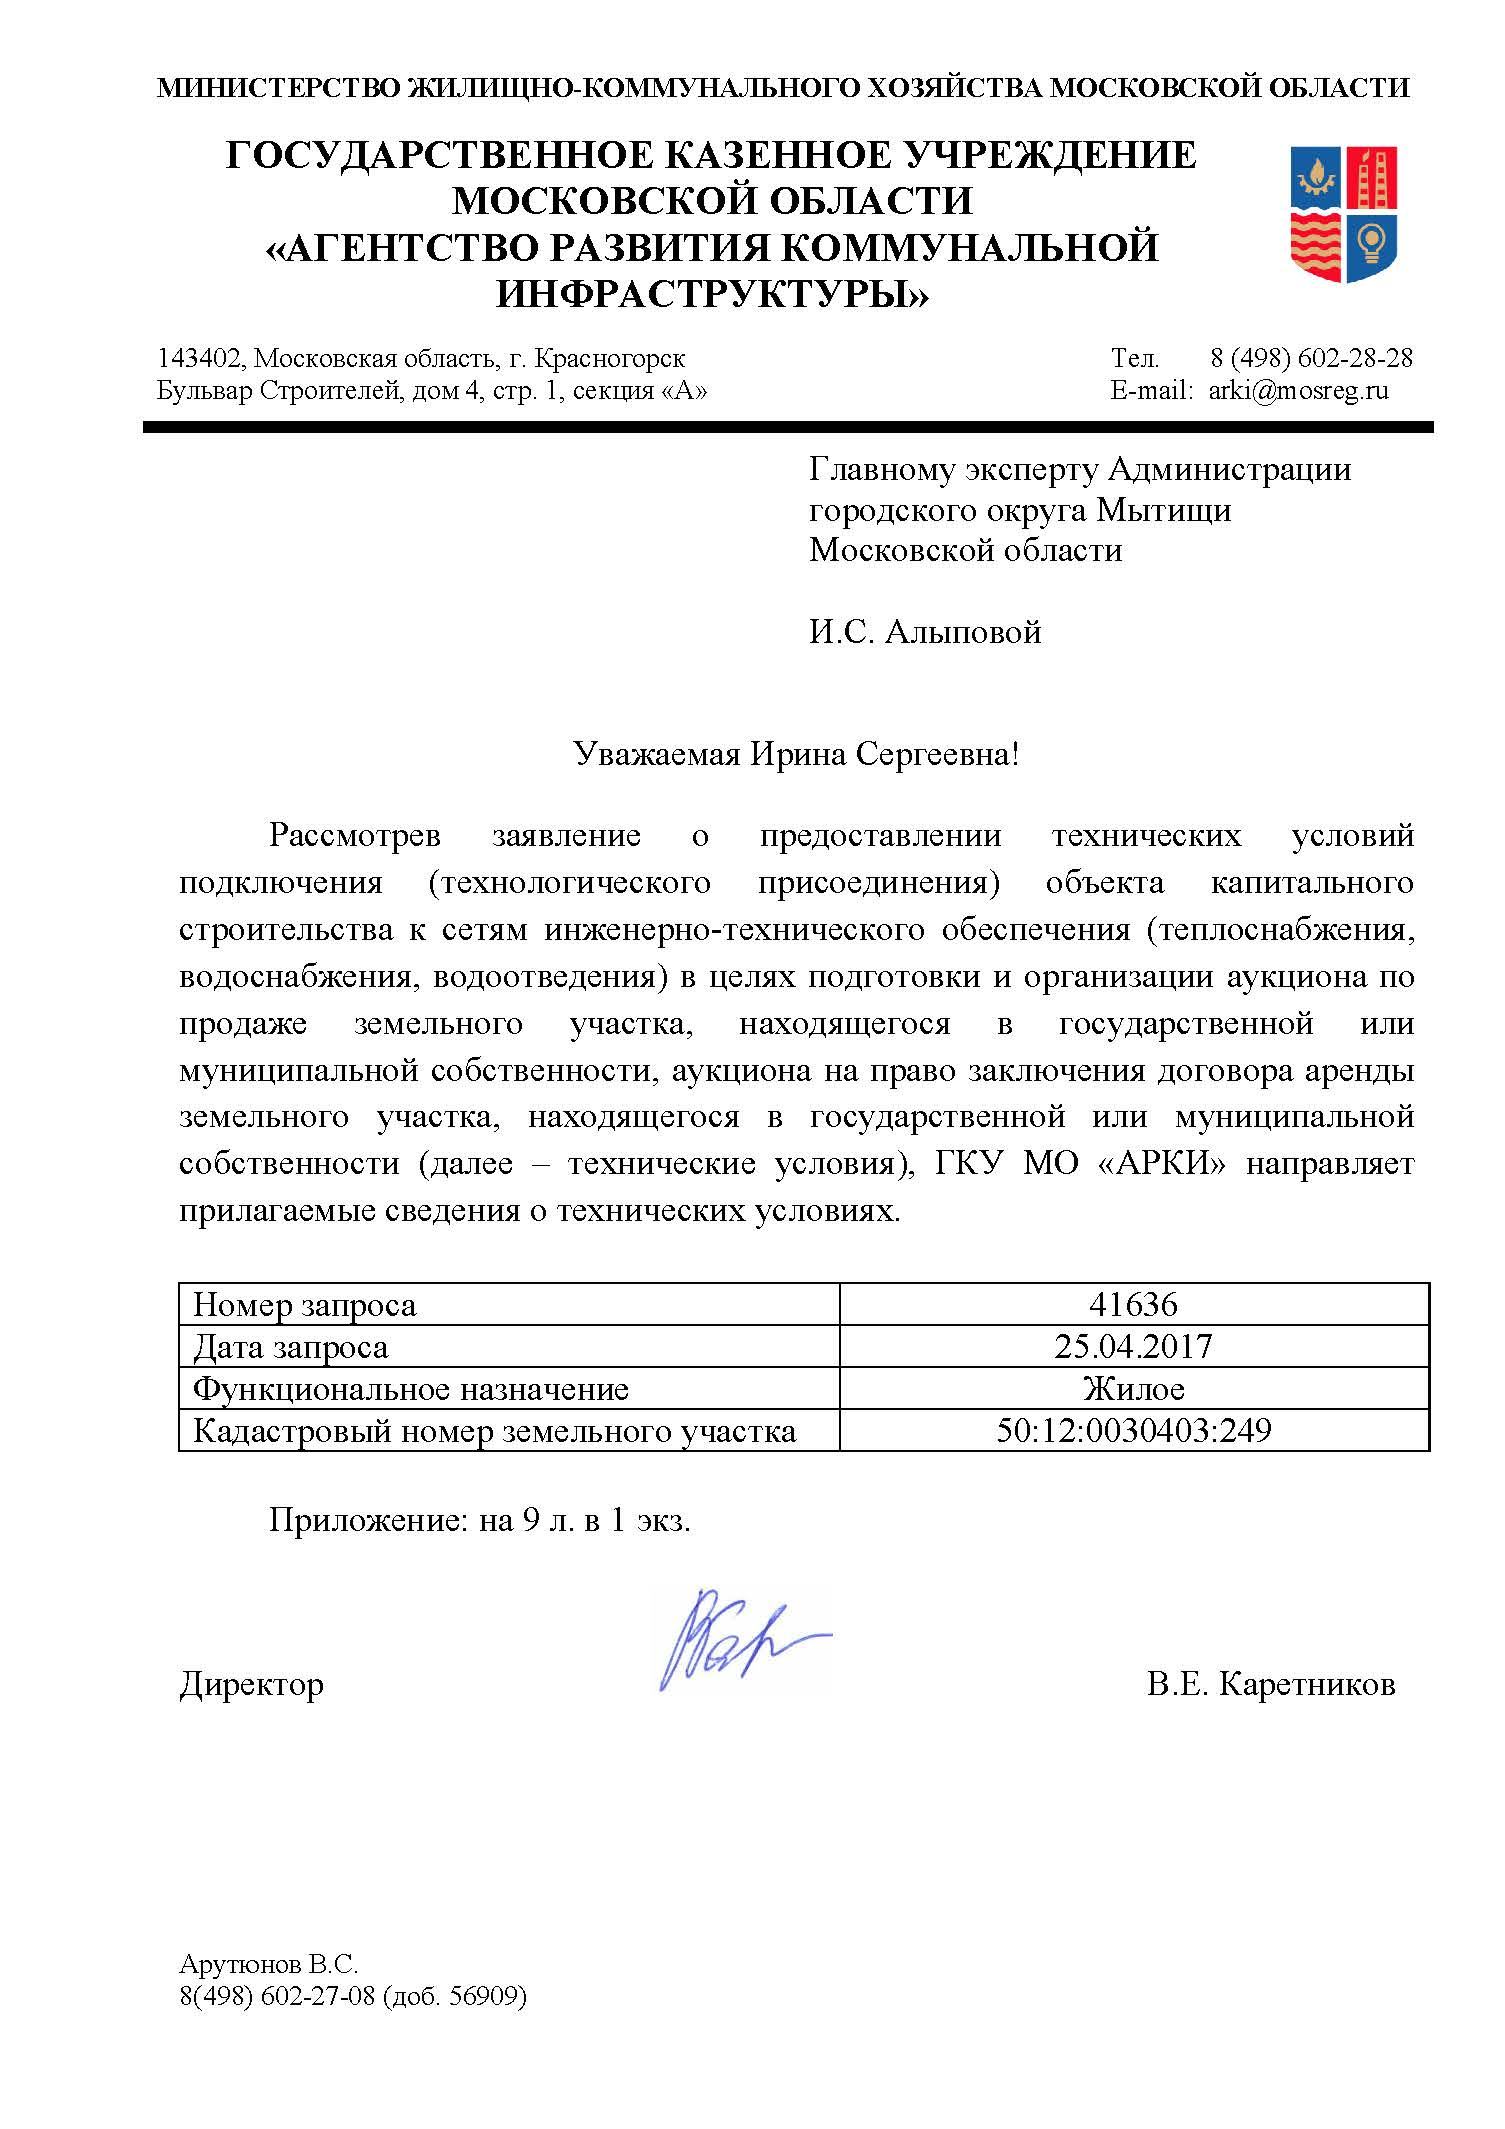 МИНИСТЕРСТВО ЖИЛИЩНО-КОММУНАЛЬНОГО ХОЗЯЙСТВА МОСКОВСКОЙ ОБЛАСТИ
ГОСУДАРСТВЕННОЕ КАЗЕННОЕ УЧРЕЖДЕНИЕ
МОСКОВСКОЙ ОБЛАСТИ
«АГЕНТСТВО РАЗВИТИЯ КОММУНАЛЬНОЙ
ИНФРАСТРУКТУРЫ»
143402, Московская область, г. Красногорск
Бульвар Строителей, дом 4, стр. 1, секция «А»
Тел. 8 (498) 602-28-28
E-mail: arki@mosreg.ru
Главному эксперту Администрации
городского округа Мытищи
Московской области
И.С. Алыповой
Уважаемая Ирина Сергеевна!
Рассмотрев заявление о предоставлении технических условий
подключения (технологического присоединения) объекта капитального
строительства к сетям инженерно-технического обеспечения (теплоснабжения,
водоснабжения, водоотведения) в целях подготовки и организации аукциона по
продаже земельного участка, находящегося в государственной или
муниципальной собственности, аукциона на право заключения договора аренды
земельного участка, находящегося в государственной или муниципальной
собственности (далее – технические условия), ГКУ МО «АРКИ» направляет
прилагаемые сведения о технических условиях.
Номер запроса 41636
Дата запроса 25.04.2017
Функциональное назначение Жилое
Кадастровый номер земельного участка 50:12:0030403:249
Приложение: на 9 л. в 1 экз.
Директор В.Е. Каретников
Арутюнов В.С.
8(498) 602-27-08 (доб. 56909)